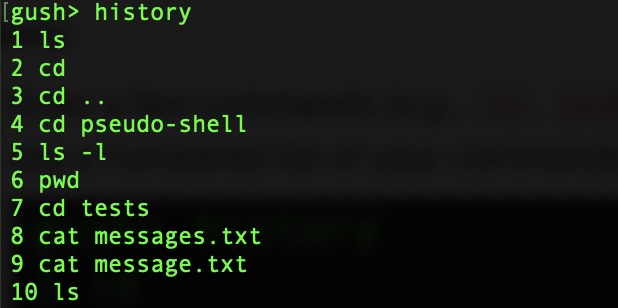 [gush> history
1 ls
2 cd
3 cd ..
4 cd pseudo-shell
5 ls -l
6 pwd
7 cd tests
8 cat messages.txt
9 cat message.txt
10 ls